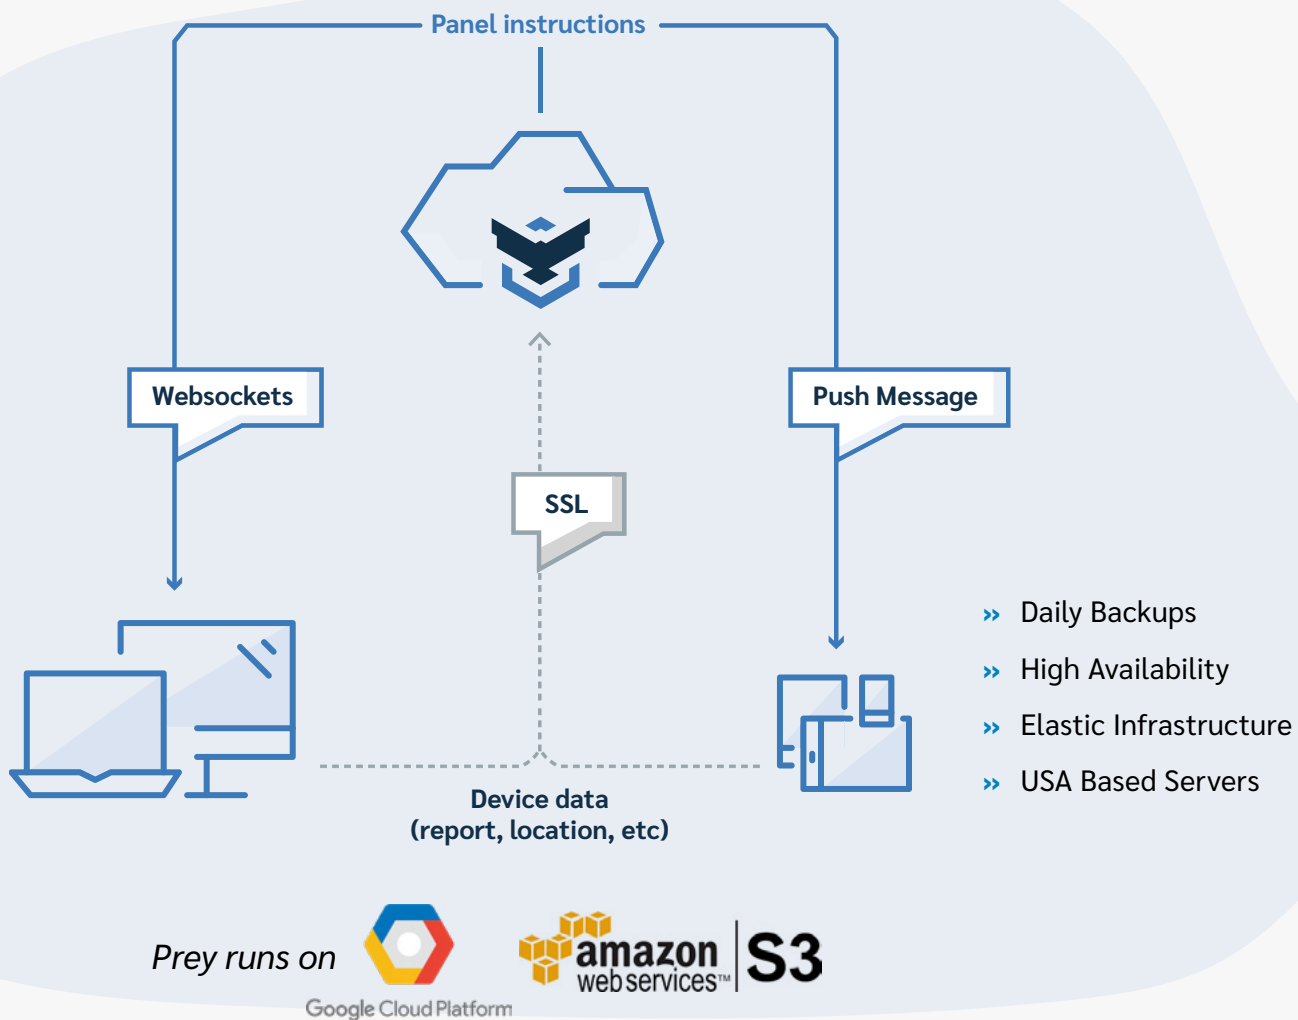 Panel instructions
Websockets
Push Message
SSL
» Daily Backups
» High Availability
» Elastic Infrastructure
» USA Based Servers
Device data
(report, location, etc)
Prey runs on
Google Cloud Platform
amazon
web services™
S3